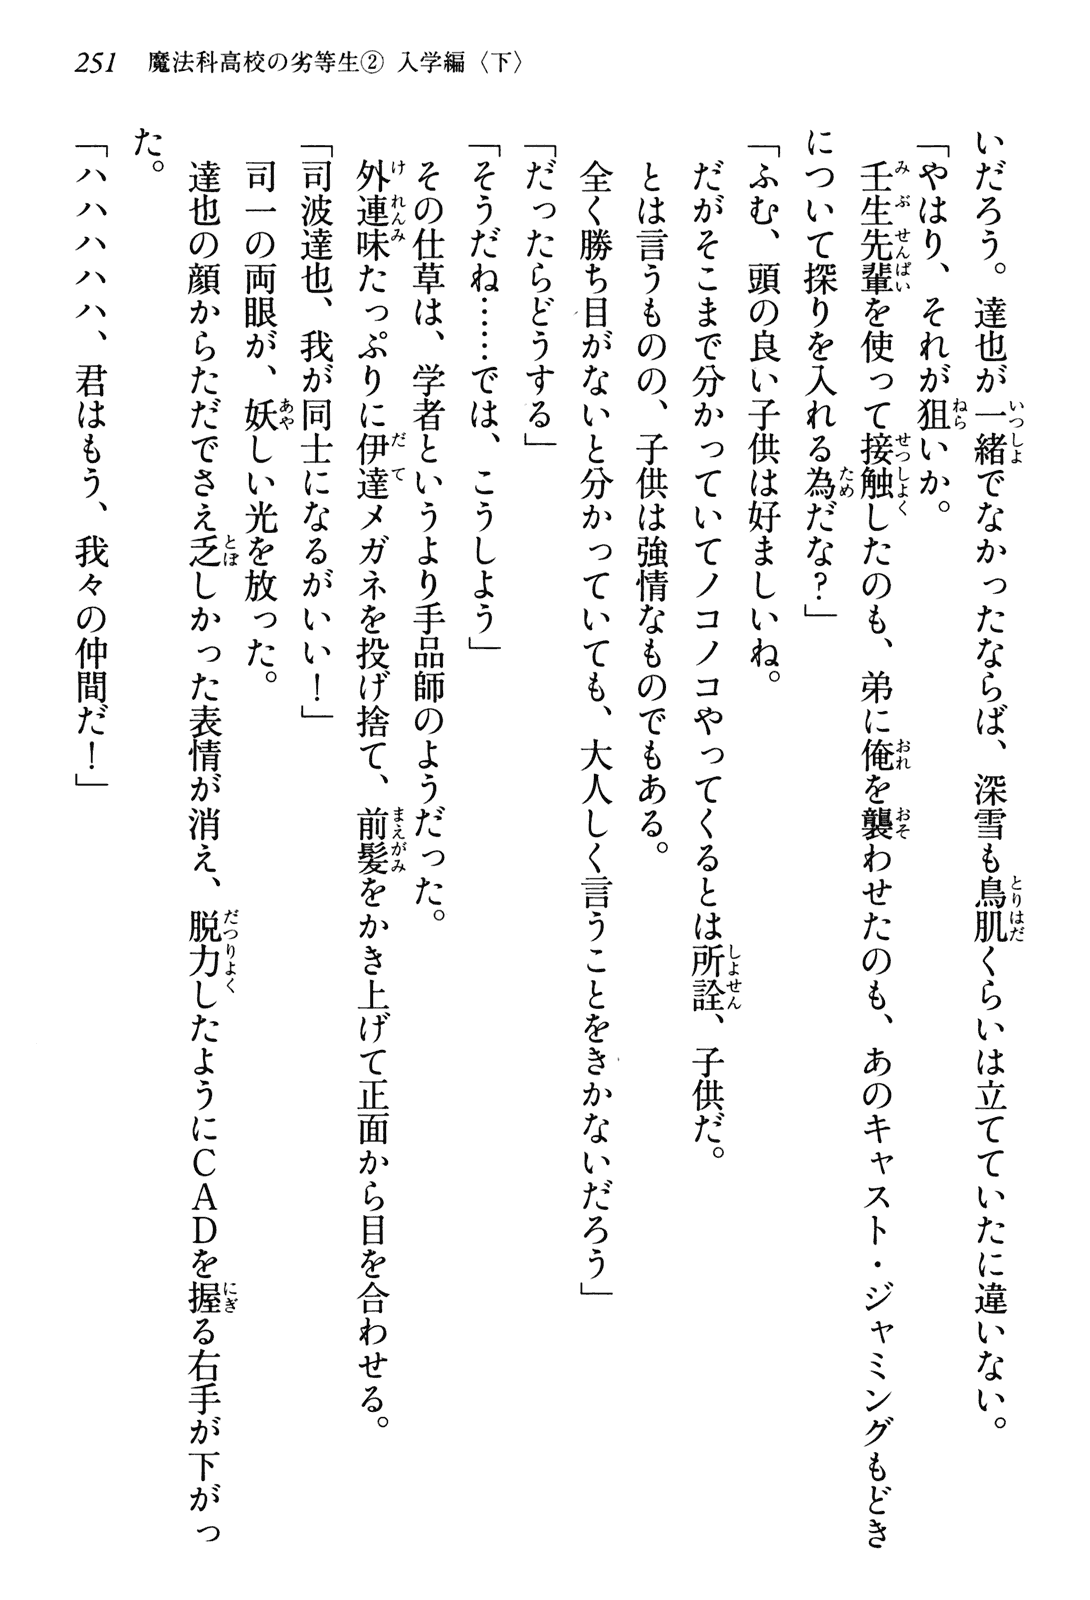 251 魔法科高校の劣等生② 入学編〈下〉
いだろう。達也が一緒でなかったならば、深雪も鳥肌くらいは立てていたに違いない。
「やはり、それが狙いか。
壬生先輩を使って接触したのも、弟に俺を襲わせたのも、あのキャスト・ジャミングもどき
について探りを入れる為だな？」
「ふむ、頭の良い子供は好ましいね。
だがそこまで分かっていてノコノコやってくるとは所詮、子供だ。
とは言うものの、子供は強情なものでもある。
全く勝ち目がないと分かっていても、大人しく言うことをきかないだろう」
「だったらどうする」
「そうだね……では、こうしよう」
その仕草は、学者というより手品師のようだった。
外連味たっぷりに伊達メガネを投げ捨て、前髪をかき上げて正面から目を合わせる。
「司波達也、我が同士になるがいい！」
司一の両眼が、妖しい光を放った。
達也の顔からただでさえ乏しかった表情が消え、脱力したようにＣＡＤを握る右手が下がっ
た。
「ハハハハハ、君はもう、我々の仲間だ！」